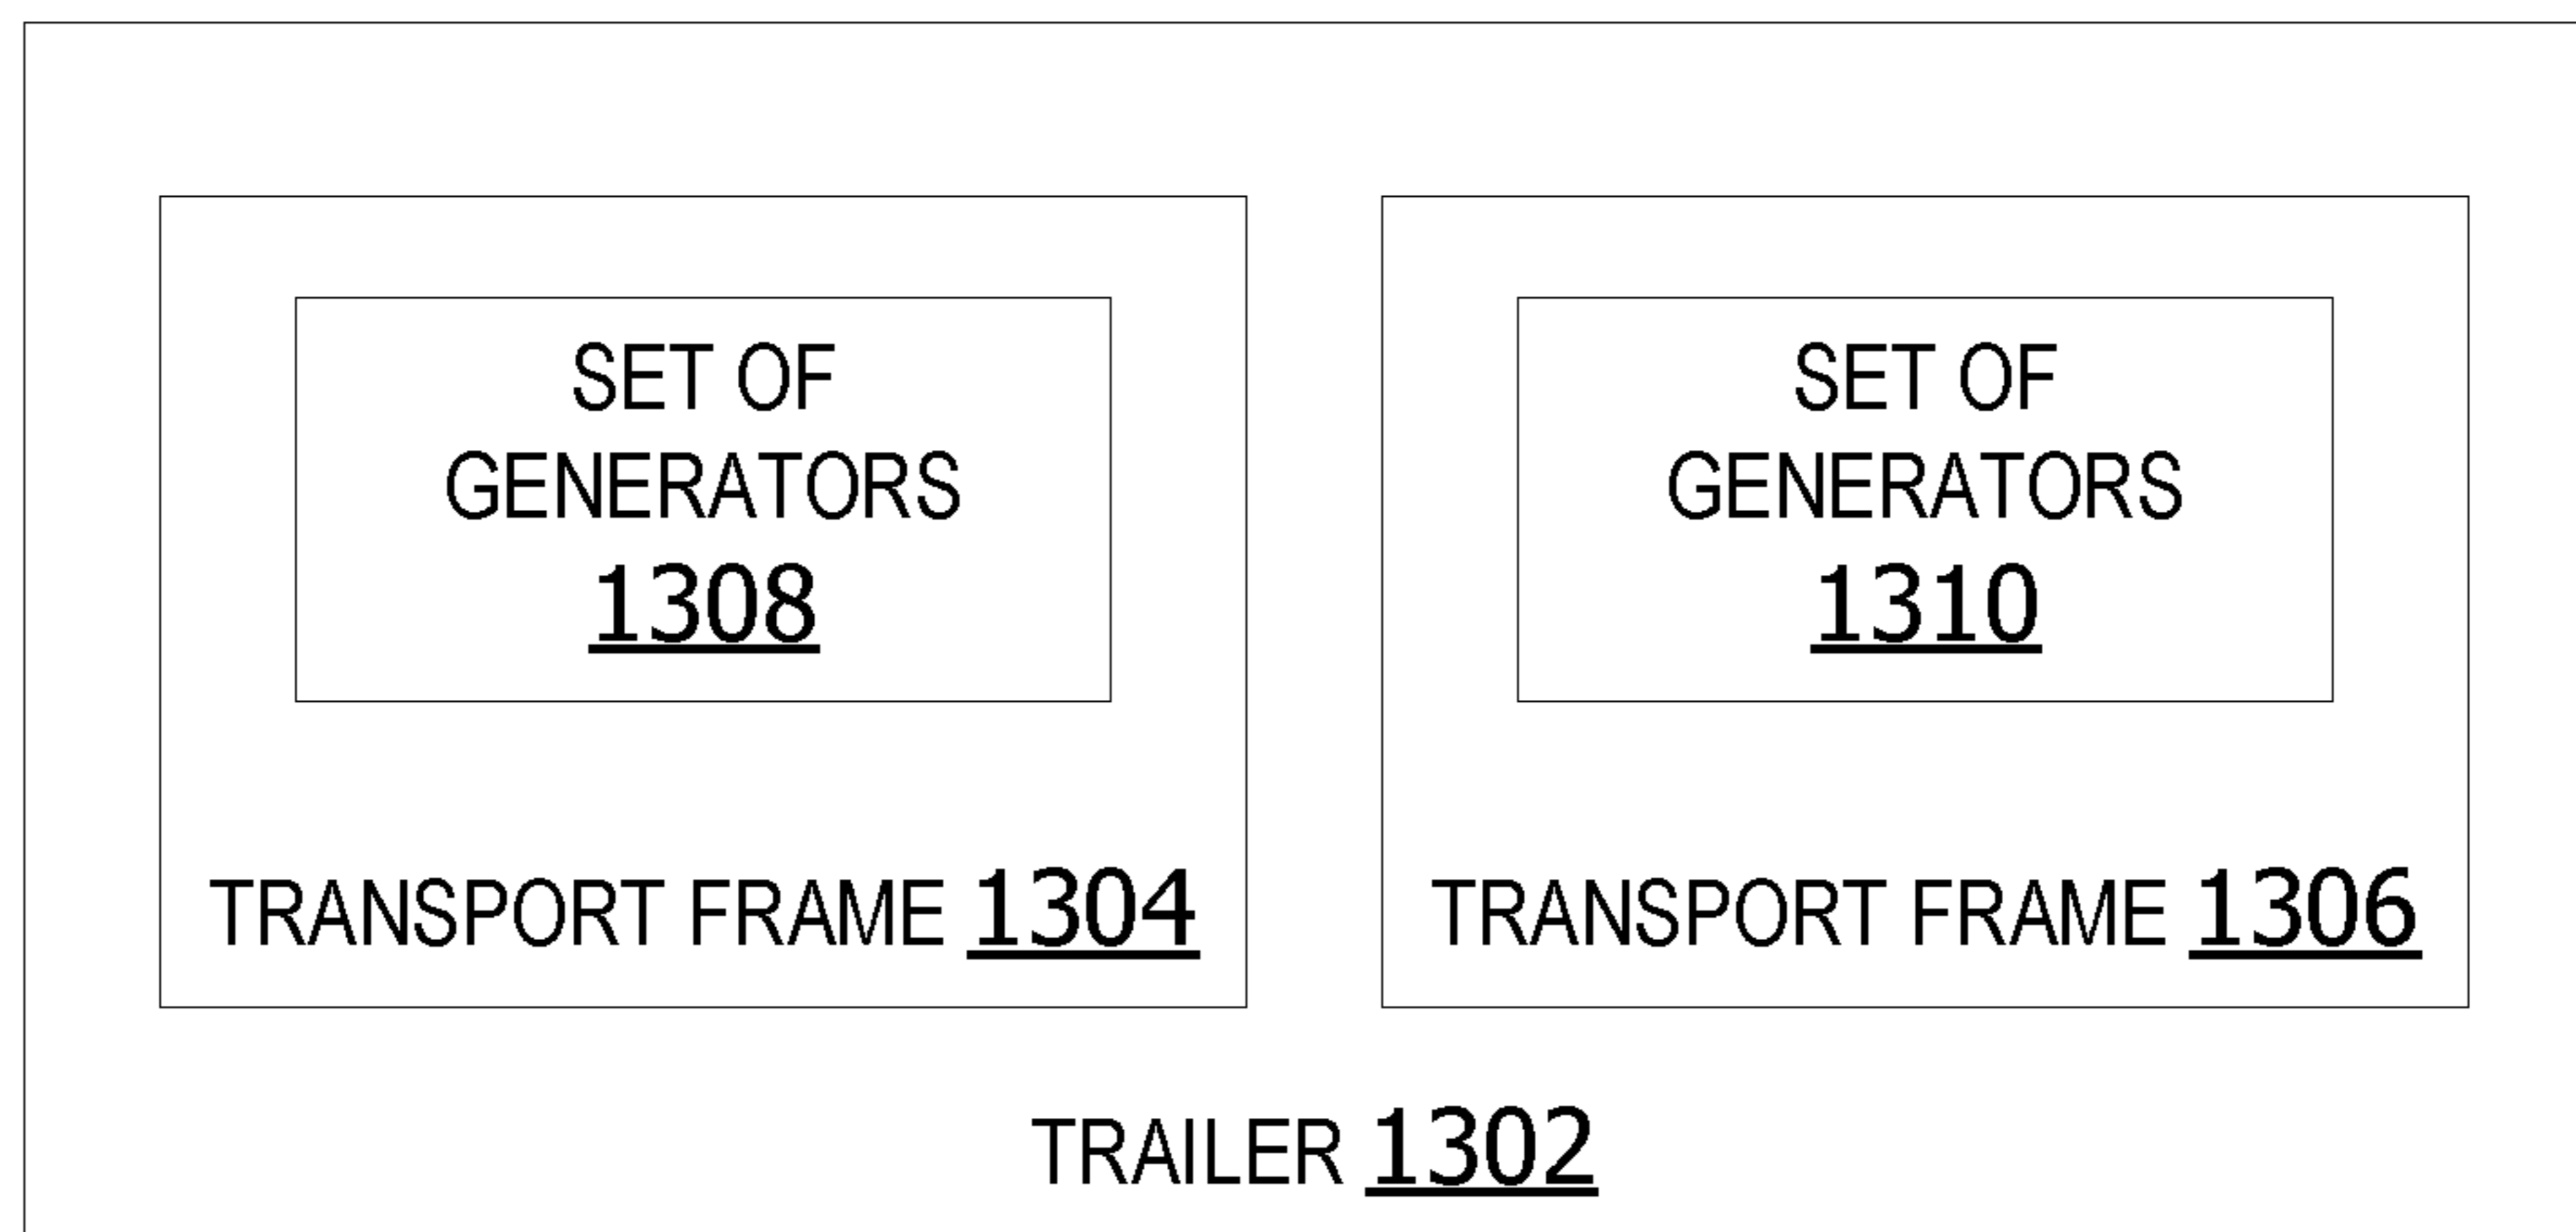 SET OF
GENERATORS
1308
TRANSPORT FRAME 1304
SET OF
GENERATORS
1310
TRANSPORT FRAME 1306
TRAILER 1302